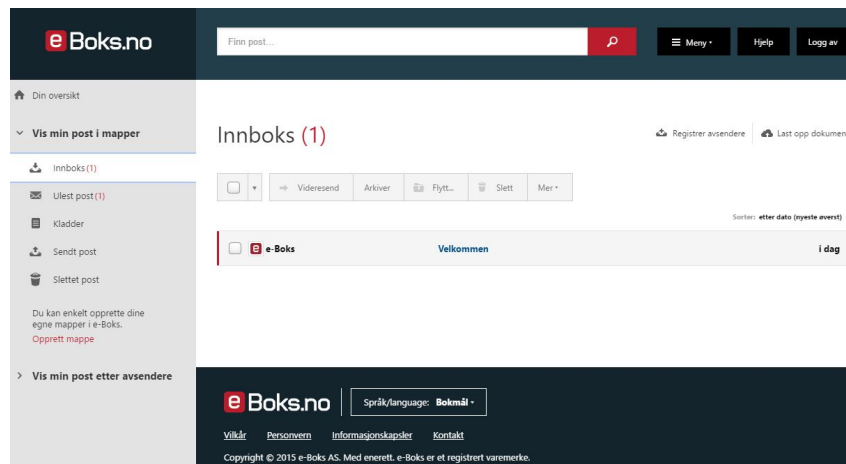 e Boks.no
Finn post...
Meny
Hjelp
Logg av
Din oversikt
Vis min post i mapper
Innboks (1)
Ulest post (1)
Kladder
Sendt post
Slettet post
Du kan enkelt opprette dine
egne mapper i e-Boks.
Opprett mappe
Vis min post etter avsendere
Innboks (1)
Registrer avsendere
Last opp dokumen
Videresend
Arkiver
Flytt...
Slett
Mer
Sorter: etter dato (nyeste øverst)
e e-Boks Velkommen i dag
e Boks.no
Språk/language: Bokmål
Vilkår Personvern Informasjonskapsler Kontakt
Copyright © 2015 e-Boks AS. Med enerett. e-Boks er et registrert varemerke.